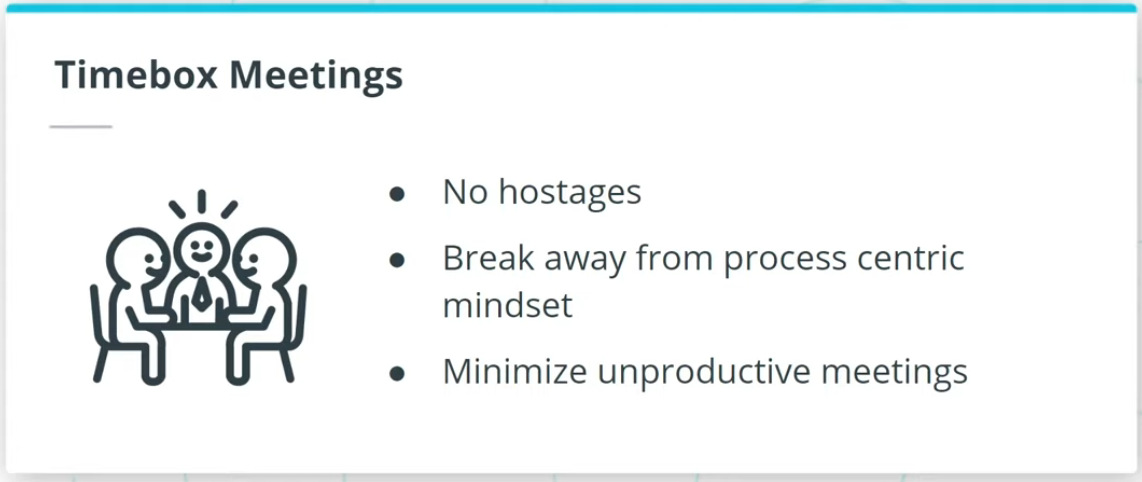 Timebox Meetings
● No hostages
● Break away from process centric
mindset
● Minimize unproductive meetings